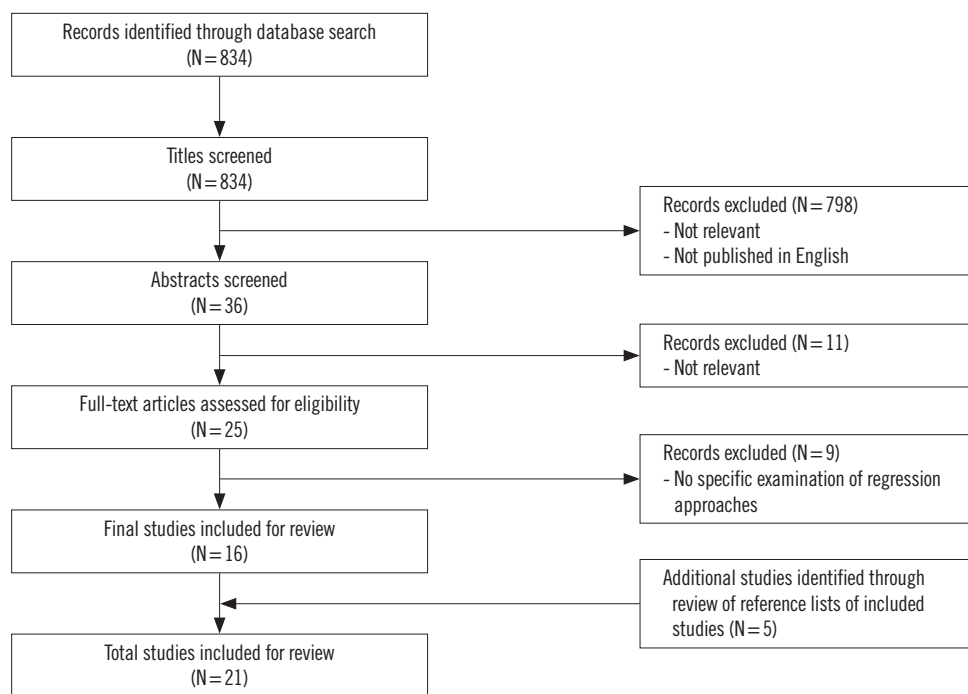 Records identified through database search
(N=834)
Titles screened
(N=834)
Records excluded (N=798)
- Not relevant
- Not published in English
Abstracts screened
(N=36)
Records excluded (N=11)
- Not relevant
Full-text articles assessed for eligibility
(N=25)
Records excluded (N=9)
- No specific examination of regression
approaches
Final studies included for review
(N=16)
Additional studies identified through
review of reference lists of included
studies (N=5)
Total studies included for review
(N=21)